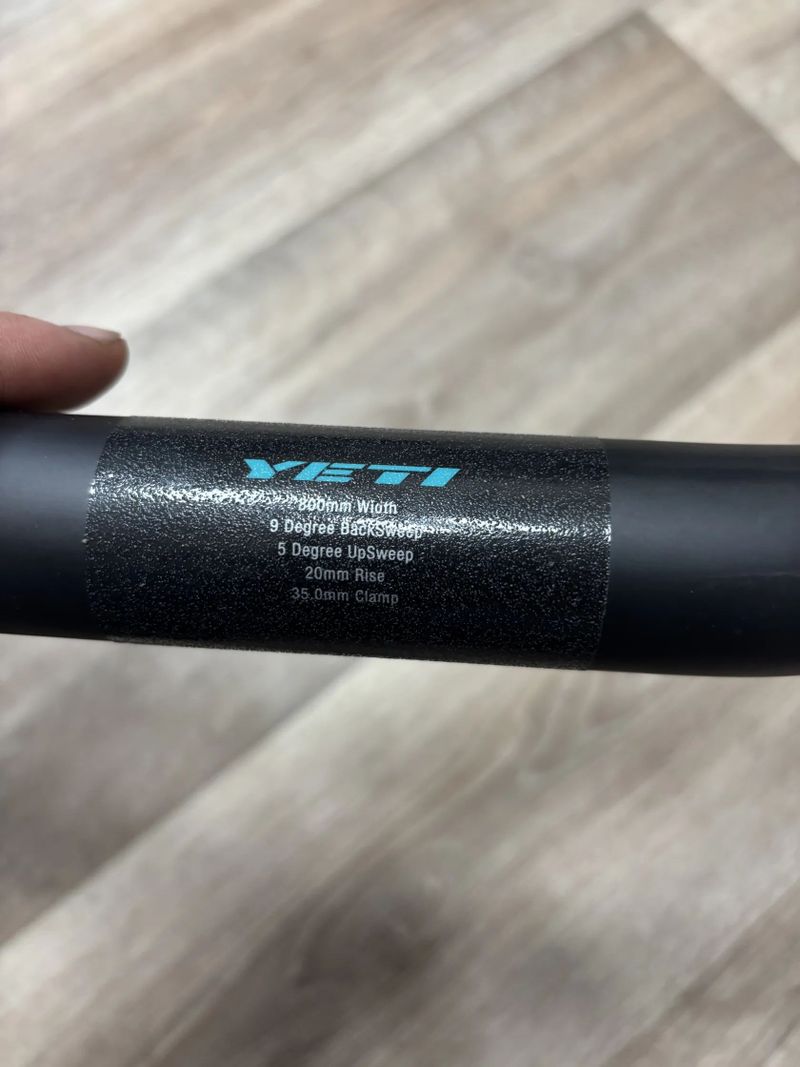 YETI
800mm Width
9 Degree BackSweep
5 Degree UpSweep
20mm Rise
35.0mm Clamp